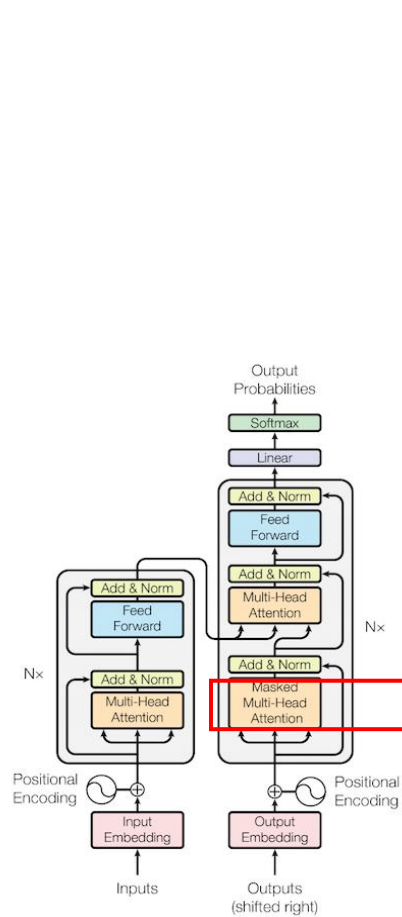 Output
Probabilities
Softmax
Linear
Add & Norm
Feed
Forward
Add & Norm
Multi-Head
Attention
Add & Norm
Masked
Multi-Head
Attention
N×
Add & Norm
Feed
Forward
Add & Norm
Multi-Head
Attention
N×
Positional
Encoding
Positional
Encoding
Input
Embedding
Output
Embedding
Inputs
Outputs
(shifted right)